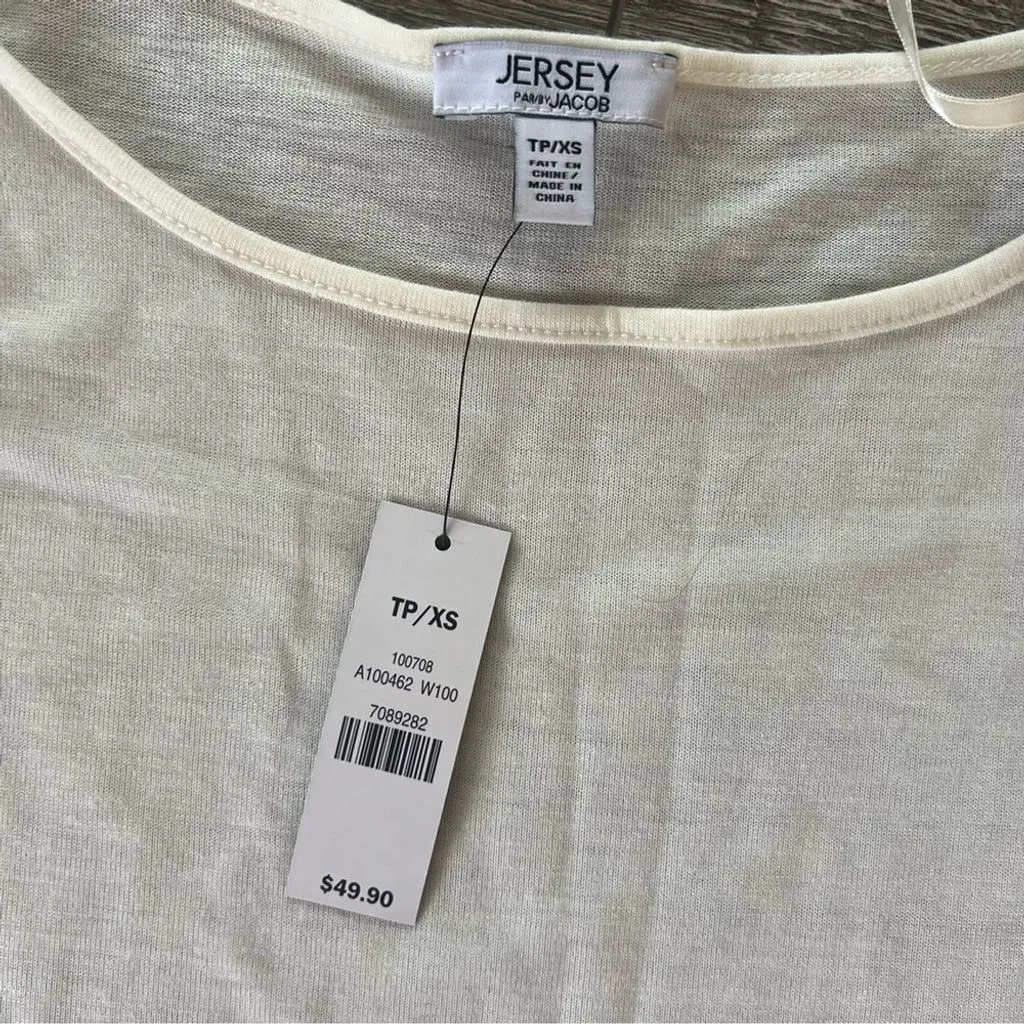 JERSEY
PAR/BY JACOB
TP/XS
FAIT EN
CHINE/
MADE IN
CHINA
TP/XS
100708
A100462 W100
7089282
$49.90